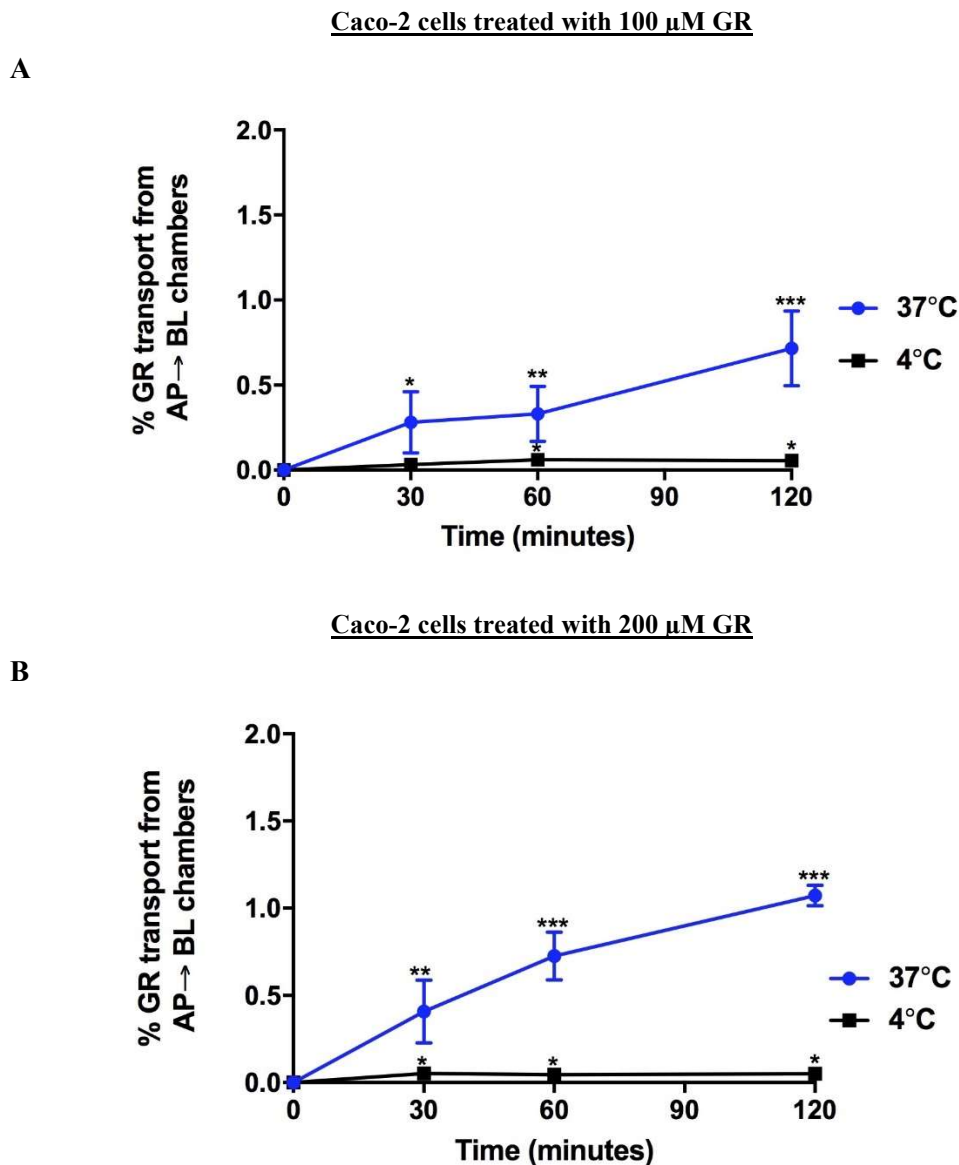 Caco-2 cells treated with 100 µM GR
A
% GR transport from
AP→ BL chambers
2.0
1.5
1.0
0.5
0.0
*
**
***
*
*
37°C
4°C
0 30 60 90 120
Time (minutes)
Caco-2 cells treated with 200 µM GR
B
% GR transport from
AP→ BL chambers
2.0
1.5
1.0
0.5
0.0
**
***
***
*
*
*
37°C
4°C
0 30 60 90 120
Time (minutes)